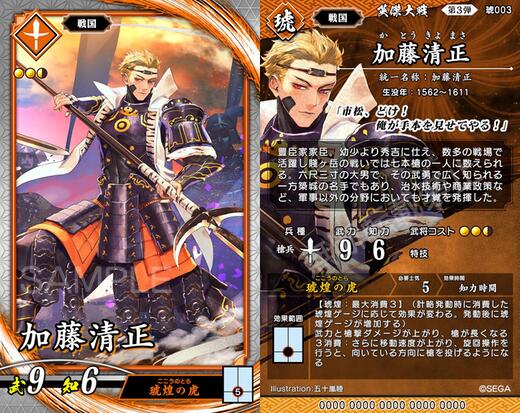 戦国
SAMPLE
加藤清正
武9 知6
こうのとら
琥煌の虎
5
琥
戦国
英傑大戦
第3弾
琥003
かとうきよまさ
加藤清正
統一名称:加藤清正
生没年:1562~1611
「市松、どけ!
俺が手本を見せてやる!」
豊臣家家臣。幼少より秀吉に仕え、数多の戦場で
活躍し賤ヶ岳の戦いでは七本槍の一人に数えられ
る。六尺三寸の大男で、その武勇で広く知られる
一方築城の名手でもあり、治水技術や商業政策な
ど、軍事以外の分野においても才覚を発揮した。
兵種 武力 知力 武将コスト
槍兵 9 6 特技
こうのとら
琥煌の虎
必要士気 効果時間
5 知力時間
効果範囲
【琥煌:最大消費3】(計略発動時に消費した
琥煌ゲージに応じて効果が変わる。発動後に琥
煌ゲージが増加する)
武力と槍撃ダメージが上がり、槍が長くなる
3消費:さらに移動速度が上がり、旋回操作を
行うと、向いている方向に槍を投げるようにな
る
Illustration:五十嵐睦
©SEGA
0000 0000 0000 0000 0000